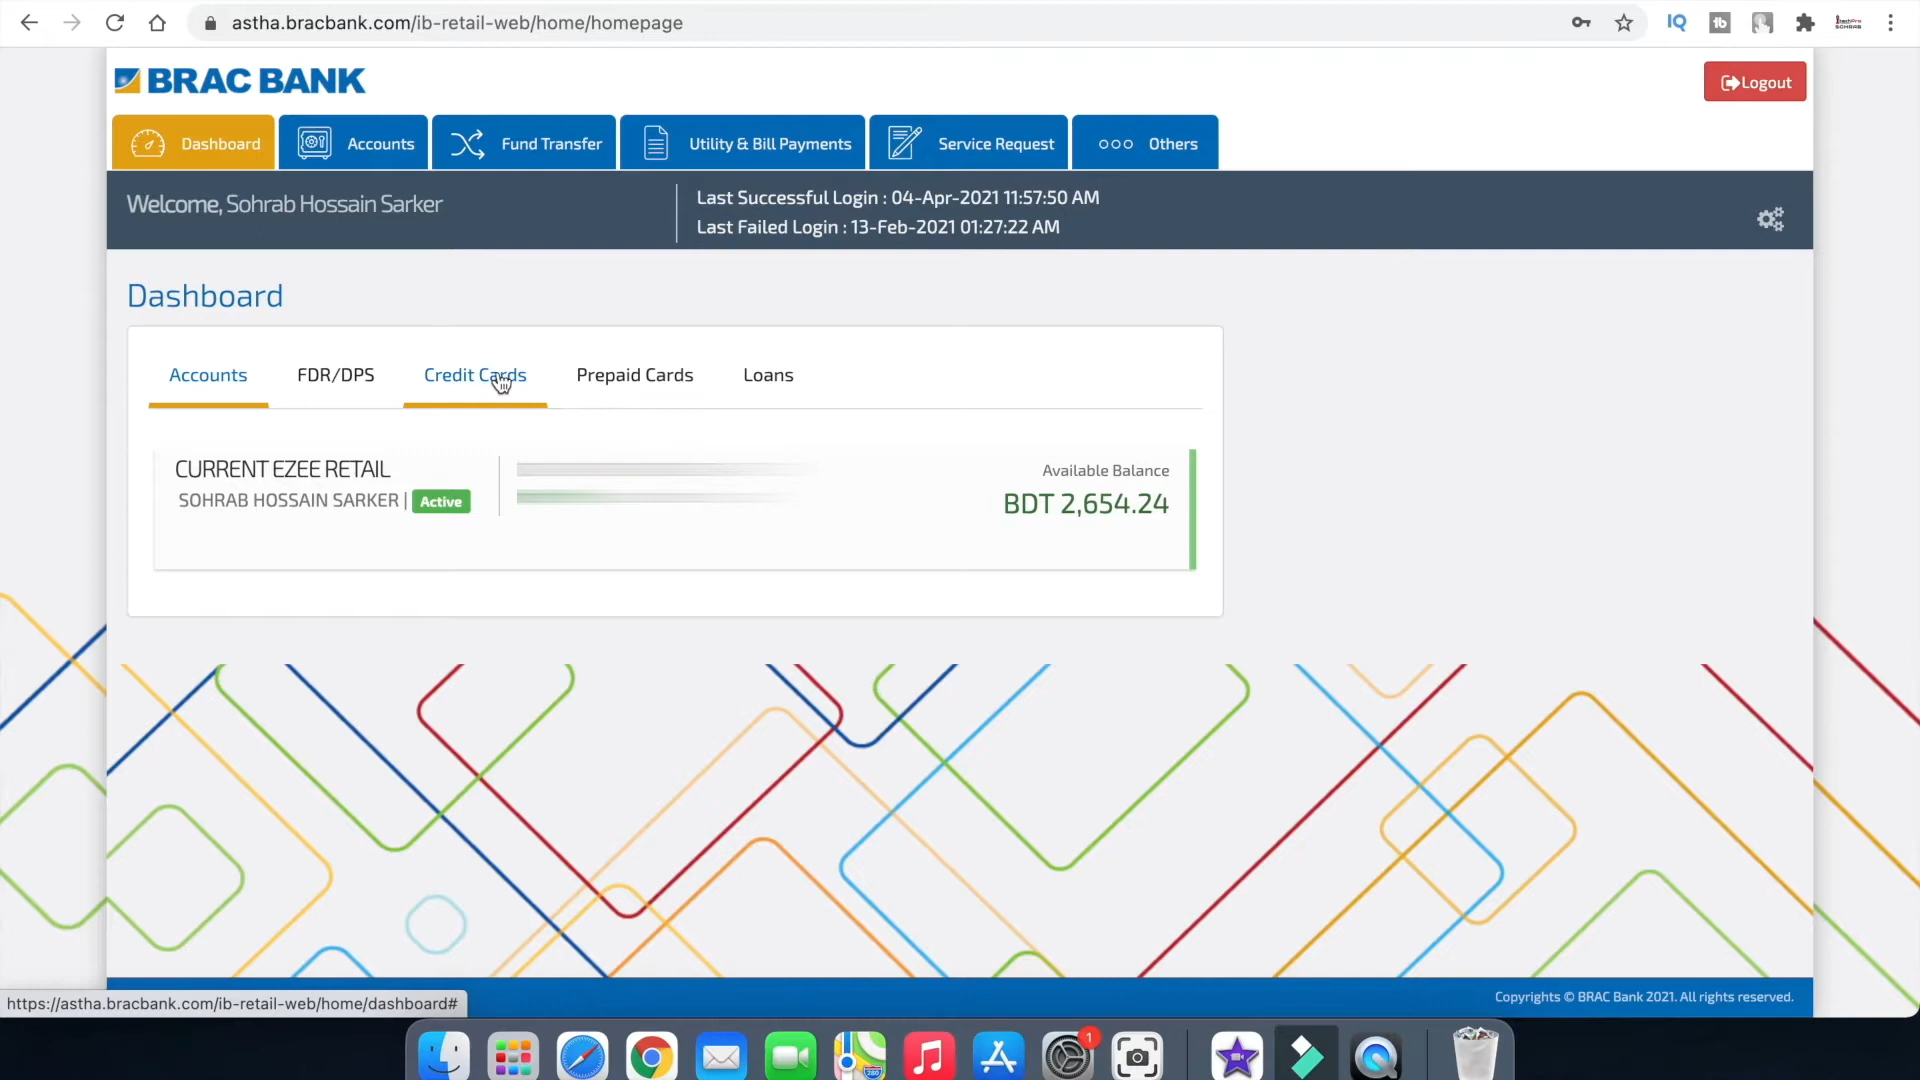 astha.bracbank.com/ib-retail-web/home/homepage
IQ
tb
BRAC BANK
Logout
Dashboard
Accounts
Fund Transfer
Utility & Bill Payments
Service Request
Others
Welcome, Sohrab Hossain Sarker
Last Successful Login : 04-Apr-2021 11:57:50 AM
Last Failed Login : 13-Feb-2021 01:27:22 AM
Dashboard
Accounts
FDR/DPS
Credit Cards
Prepaid Cards
Loans
CURRENT EZEE RETAIL
SOHRAB HOSSAIN SARKER | Active
Available Balance
BDT 2,654.24
https://astha.bracbank.com/ib-retail-web/home/dashboard#
Copyrights © BRAC Bank 2021. All rights reserved.
280
1